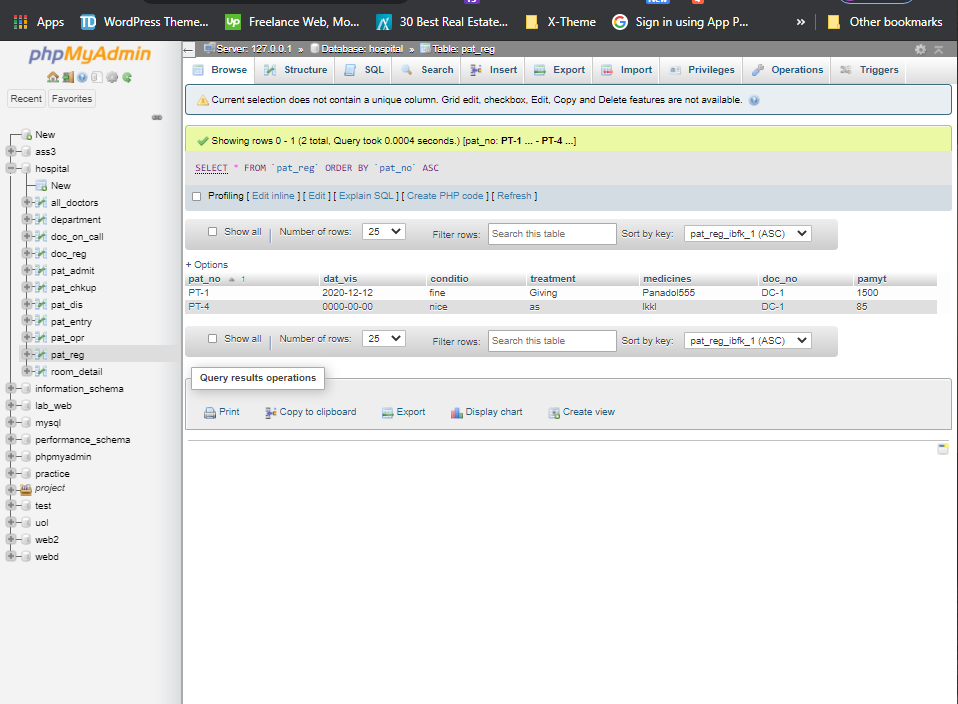 Apps
WordPress Theme...
Freelance Web, Mo...
30 Best Real Estate...
X-Theme
Sign in using App P...
»
Other bookmarks
phpMyAdmin
Recent Favorites
New
ass3
hospital
New
all_doctors
department
doc_on_call
doc_reg
pat_admit
pat_chkup
pat_dis
pat_entry
pat_opr
pat_reg
room_detail
information_schema
lab_web
mysql
performance_schema
phpmyadmin
practice
project
test
uol
web2
webd
Server: 127.0.0.1 » Database: hospital » Table: pat_reg
Browse Structure SQL Search Insert Export Import Privileges Operations Triggers
Current selection does not contain a unique column. Grid edit, checkbox, Edit, Copy and Delete features are not available.
Showing rows 0 - 1 (2 total, Query took 0.0004 seconds.) [pat_no: PT-1 ... - PT-4 ...]
SELECT * FROM `pat_reg` ORDER BY `pat_no` ASC
Profiling [ Edit inline ] [ Edit ] [ Explain SQL ] [ Create PHP code ] [ Refresh ]
Show all Number of rows: 25 Filter rows: Search this table Sort by key: pat_reg_ibfk_1 (ASC)
+ Options
pat_no 1 dat_vis conditio treatment medicines doc_no pamyt
PT-1 2020-12-12 fine Giving Panadol555 DC-1 1500
PT-4 0000-00-00 nice as lkkl DC-1 85
Show all Number of rows: 25 Filter rows: Search this table Sort by key: pat_reg_ibfk_1 (ASC)
Query results operations
Print Copy to clipboard Export Display chart Create view